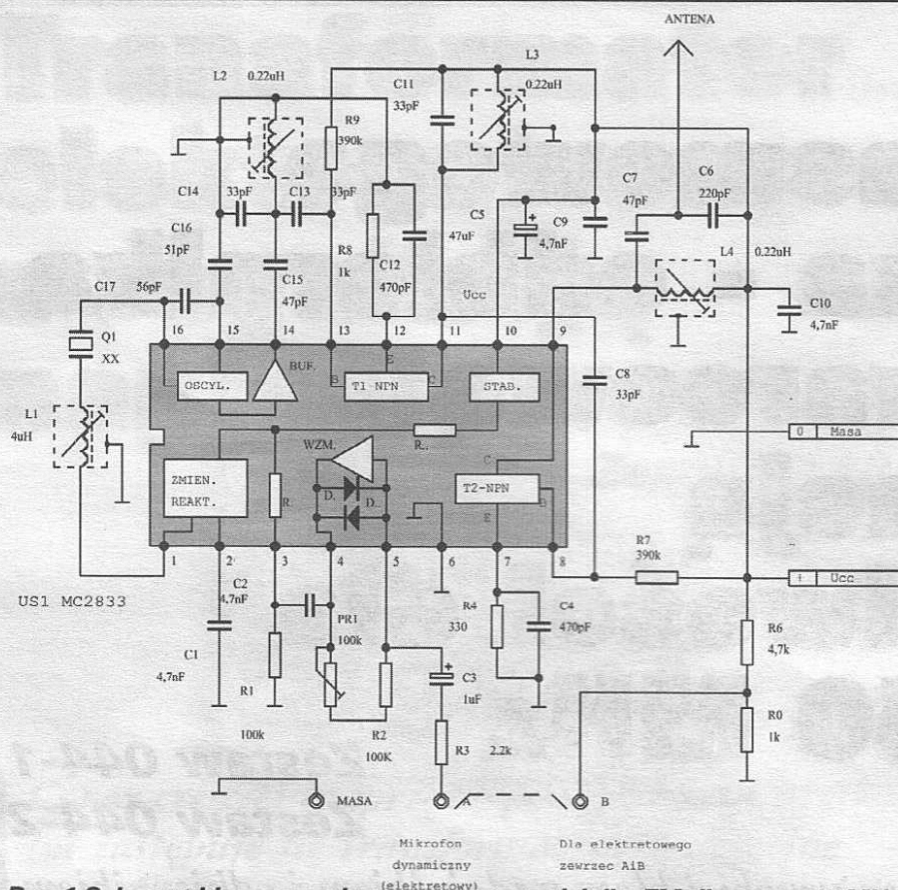 ANTENA
L2 0.22uH
L3
0.22uH
C11
33pF
R9
390k
C14
33pF
C13
33pF
C16
51pF
C5
47uF
C9
4,7nF
C7
47pF
C6
220pF
R8
1k
C12
470pF
C15
47pF
L4
0.22uH
C17
56pF
Ucc
C10
4,7nF
Q1
XX
16 15 14 13 12 11 10 9
OSCYL.
BUF.
B
E
T1 NPN
C
STAB.
C8
33pF
L1
4uH
R.
WZM.
0 Masa
ZMIEN.
REAKT.
R.
D. D.
C
T2-NPN
E
B
1 2 3 4 5 6 7 8
R7
390k
US1 MC2833
+ Ucc
C2
4,7nF
PR1
100k
R4
330
C4
470pF
R6
4,7k
C1
4,7nF
R1
100k
R2
100K
C3
1uF
+
R3
2.2k
R0
1k
MASA
A
B
Mikrofon
dynamiczny
(elektretowy)
Dla elektretowego
zewrzec AiB
Zestaw 044 1
Zestaw 044 2